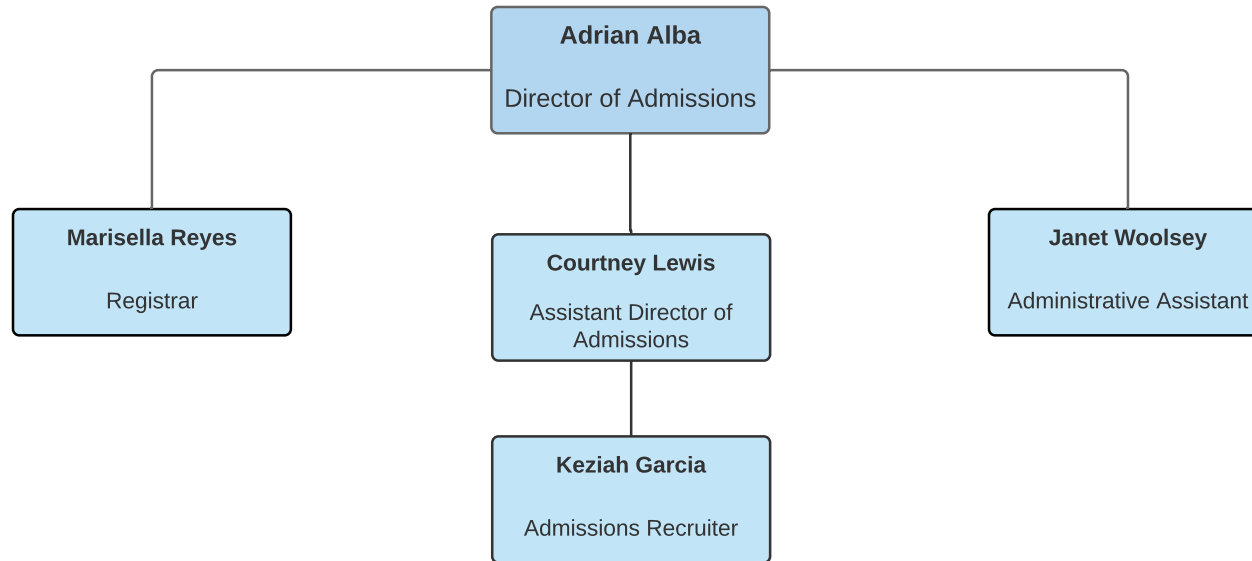 Adrian Alba
Director of Admissions
Marisella Reyes
Registrar
Courtney Lewis
Assistant Director of
Admissions
Janet Woolsey
Administrative Assistant
Keziah Garcia
Admissions Recruiter